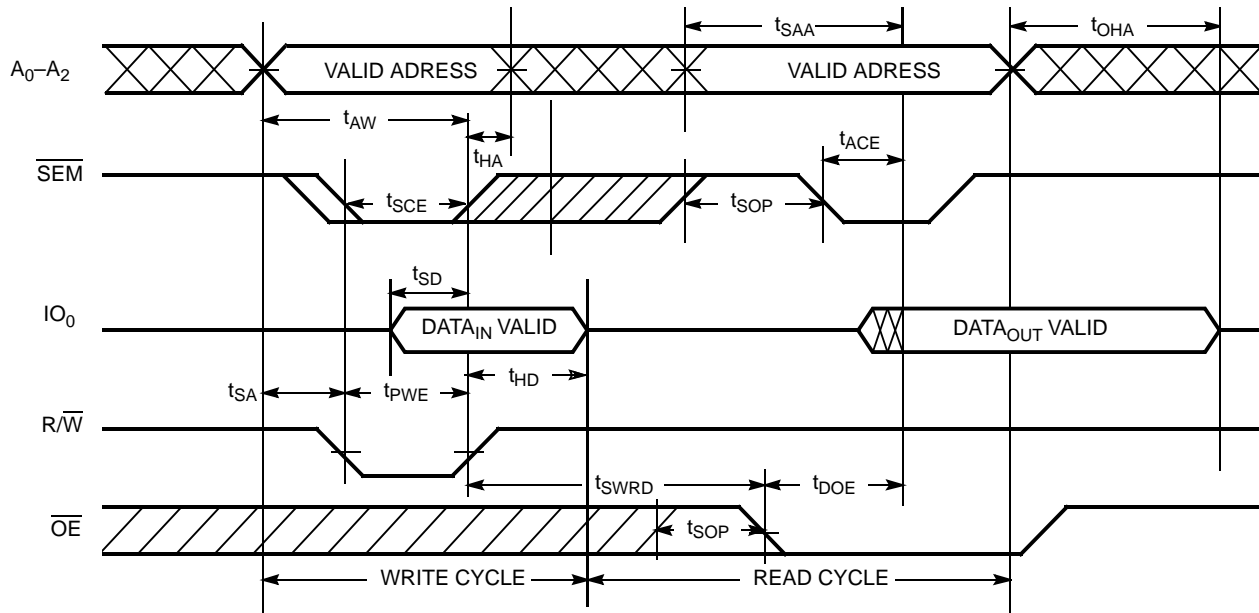 tSAA
tOHA
A0–A2
VALID ADRESS
VALID ADRESS
tAW
tHA
tACE
SEM
tSCE
tSOP
tSD
IO0
DATAIN VALID
DATAOUT VALID
tSA
tPWE
tHD
R/W
tSWRD
tDOE
OE
tSOP
WRITE CYCLE
READ CYCLE